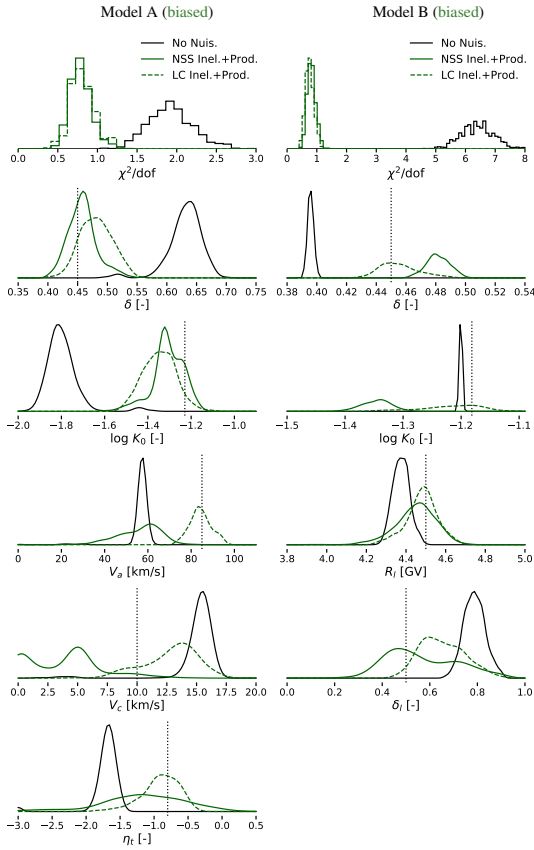 Model A (biased)
Model B (biased)
No Nuis.
NSS Inel.+Prod.
LC Inel.+Prod.
No Nuis.
NSS Inel.+Prod.
LC Inel.+Prod.
0.0 0.5 1.0 1.5 2.0 2.5 3.0
χ²/dof
0 1 2 3 4 5 6 7 8
χ²/dof
0.35 0.40 0.45 0.50 0.55 0.60 0.65 0.70 0.75
δ [-]
0.38 0.40 0.42 0.44 0.46 0.48 0.50 0.52 0.54
δ [-]
−2.0 −1.8 −1.6 −1.4 −1.2 −1.0
log K₀ [-]
−1.5 −1.4 −1.3 −1.2 −1.1
log K₀ [-]
0 20 40 60 80 100
Vₐ [km/s]
3.8 4.0 4.2 4.4 4.6 4.8 5.0
Rₗ [GV]
0.0 2.5 5.0 7.5 10.0 12.5 15.0 17.5 20.0
V_c [km/s]
0.0 0.2 0.4 0.6 0.8 1.0
δₗ [-]
−3.0 −2.5 −2.0 −1.5 −1.0 −0.5 0.0 0.5
ηₜ [-]